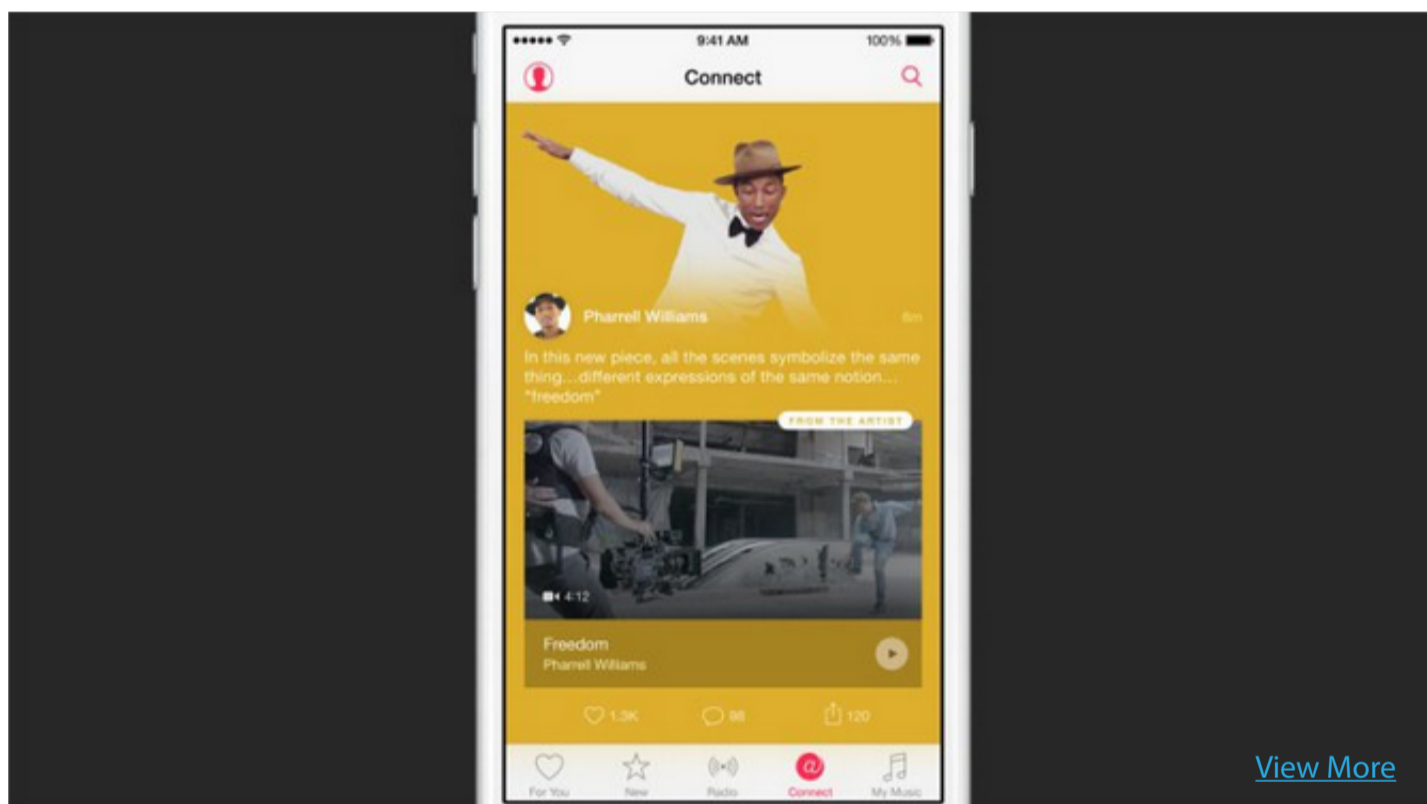 9:41 AM
100%
Connect
Pharrell Williams
8m
In this new piece, all the scenes symbolize the same
thing...different expressions of the same notion...
"freedom"
FROM THE ARTIST
4:12
Freedom
Pharrell Williams
1.3K
98
120
For You
New
Radio
Connect
My Music
View More